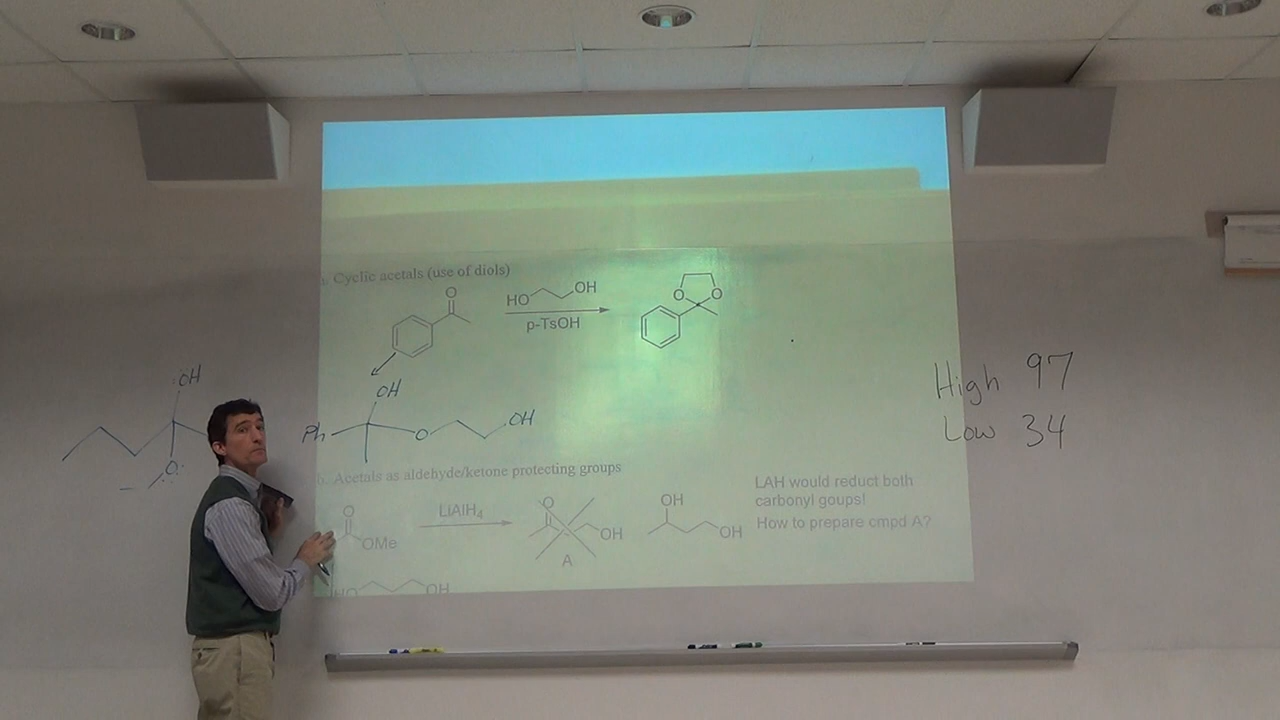 a. Cyclic acetals (use of diols)
O
HO OH
p-TsOH
O O
OH
OH
Ph O OH
O:
High 97
Low 34
b. Acetals as aldehyde/ketone protecting groups
O
OMe
LiAlH4
O
OH
A
OH
OH
LAH would reduct both
carbonyl goups!
How to prepare cmpd A?
HO OH